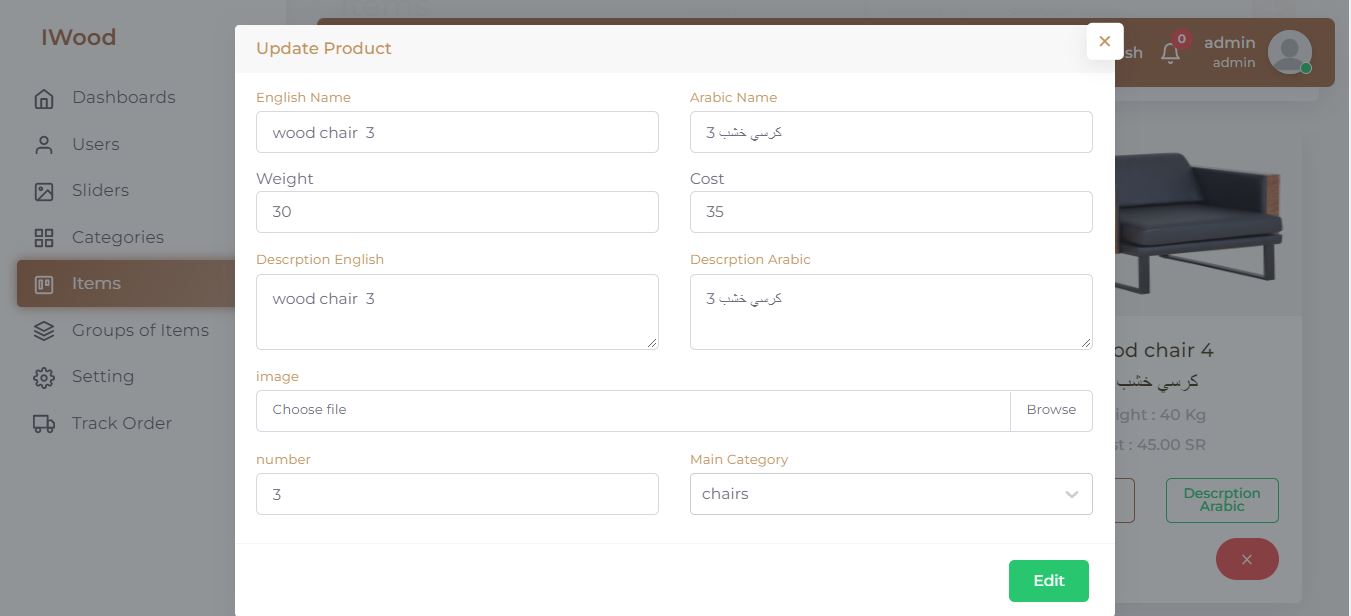 Items
IWood
Update Product
×
sh
0
admin
admin
Dashboards
Users
Sliders
Categories
Items
Groups of Items
Setting
Track Order
English Name
Arabic Name
wood chair  3
كرسي خشب 3
Weight
Cost
30
35
Descrption English
Descrption Arabic
wood chair  3
كرسي خشب 3
image
Choose file
Browse
number
Main Category
3
chairs
Edit
od chair 4
كرسي خشب
ight : 40 Kg
st : 45.00 SR
Descrption
Arabic
×